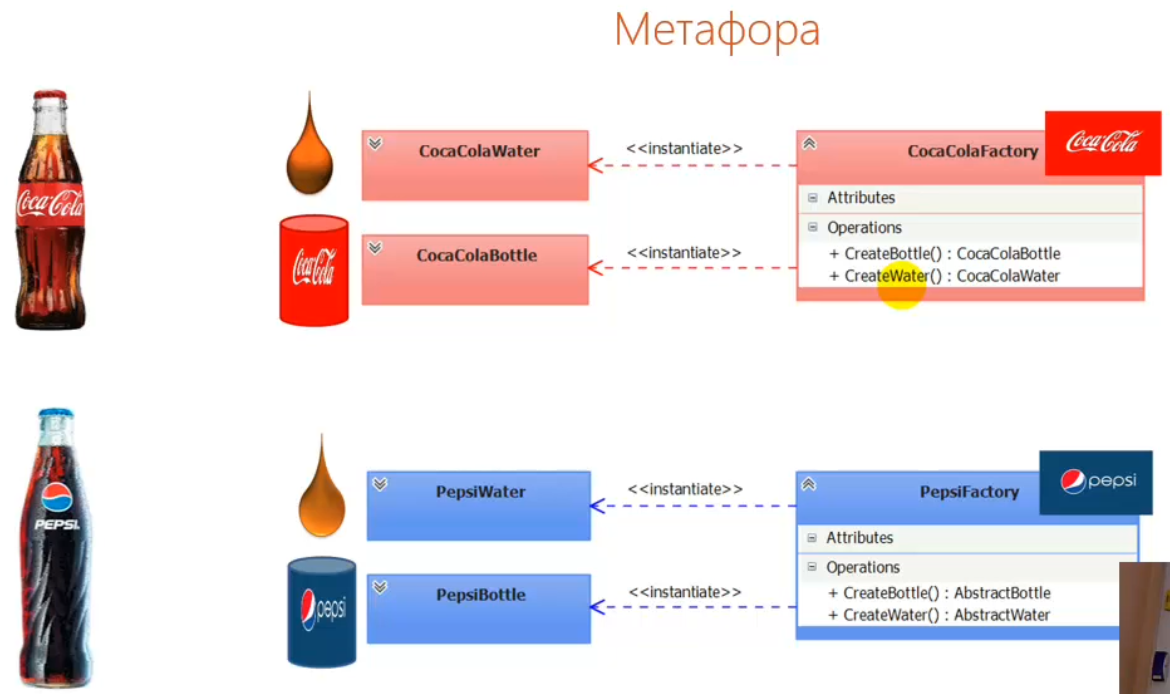 Метафора
Coca-Cola
CocaColaWater
<<instantiate>>
CocaColaFactory
Coca-Cola
Attributes
Operations
+ CreateBottle() : CocaColaBottle
+ CreateWater() : CocaColaWater
Coca-Cola
CocaColaBottle
<<instantiate>>
PEPSI
PepsiWater
<<instantiate>>
PepsiFactory
pepsi
Attributes
Operations
+ CreateBottle() : AbstractBottle
+ CreateWater() : AbstractWater
pepsi
PepsiBottle
<<instantiate>>